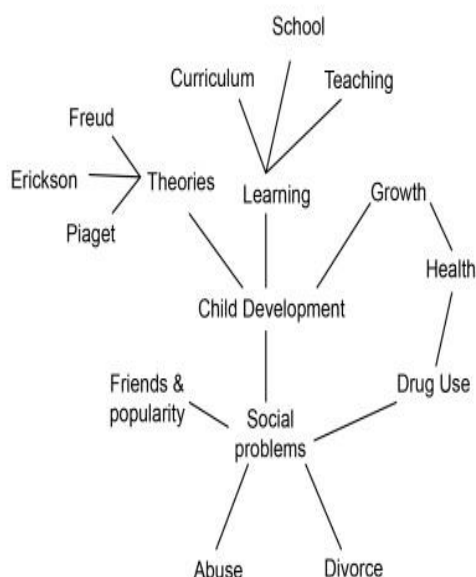 School
Curriculum
Teaching
Freud
Erickson
Theories
Piaget
Learning
Growth
Health
Child Development
Friends &
popularity
Drug Use
Social
problems
Abuse
Divorce